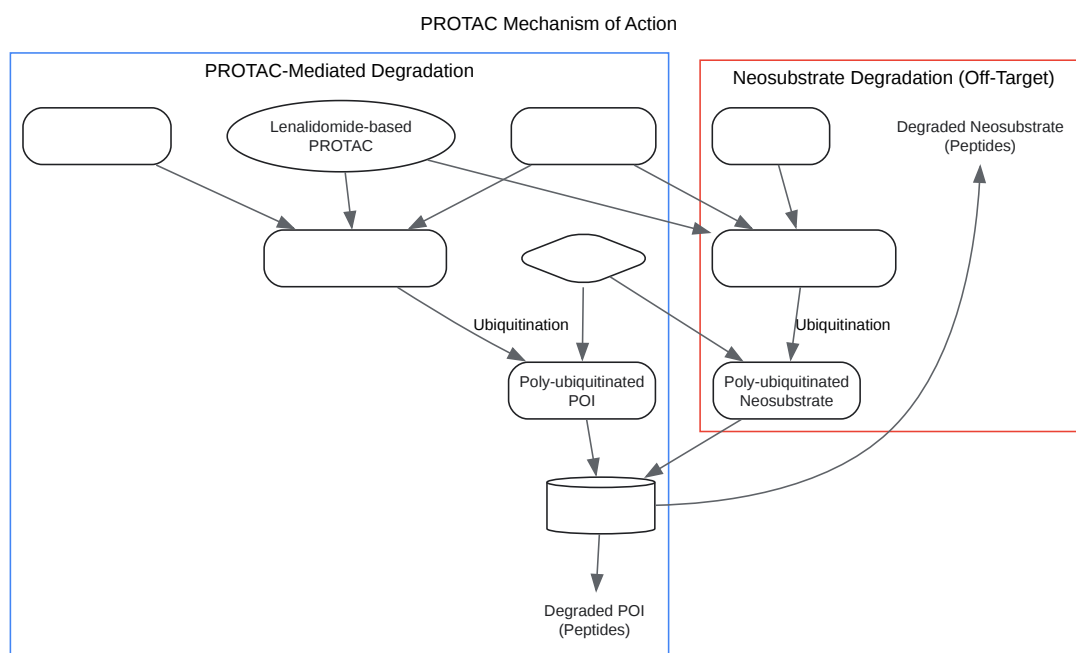 PROTAC Mechanism of Action
PROTAC-Mediated Degradation
Neosubstrate Degradation (Off-Target)
Lenalidomide-based
PROTAC
Degraded Neosubstrate
(Peptides)
Ubiquitination
Ubiquitination
Poly-ubiquitinated
POI
Poly-ubiquitinated
Neosubstrate
Degraded POI
(Peptides)